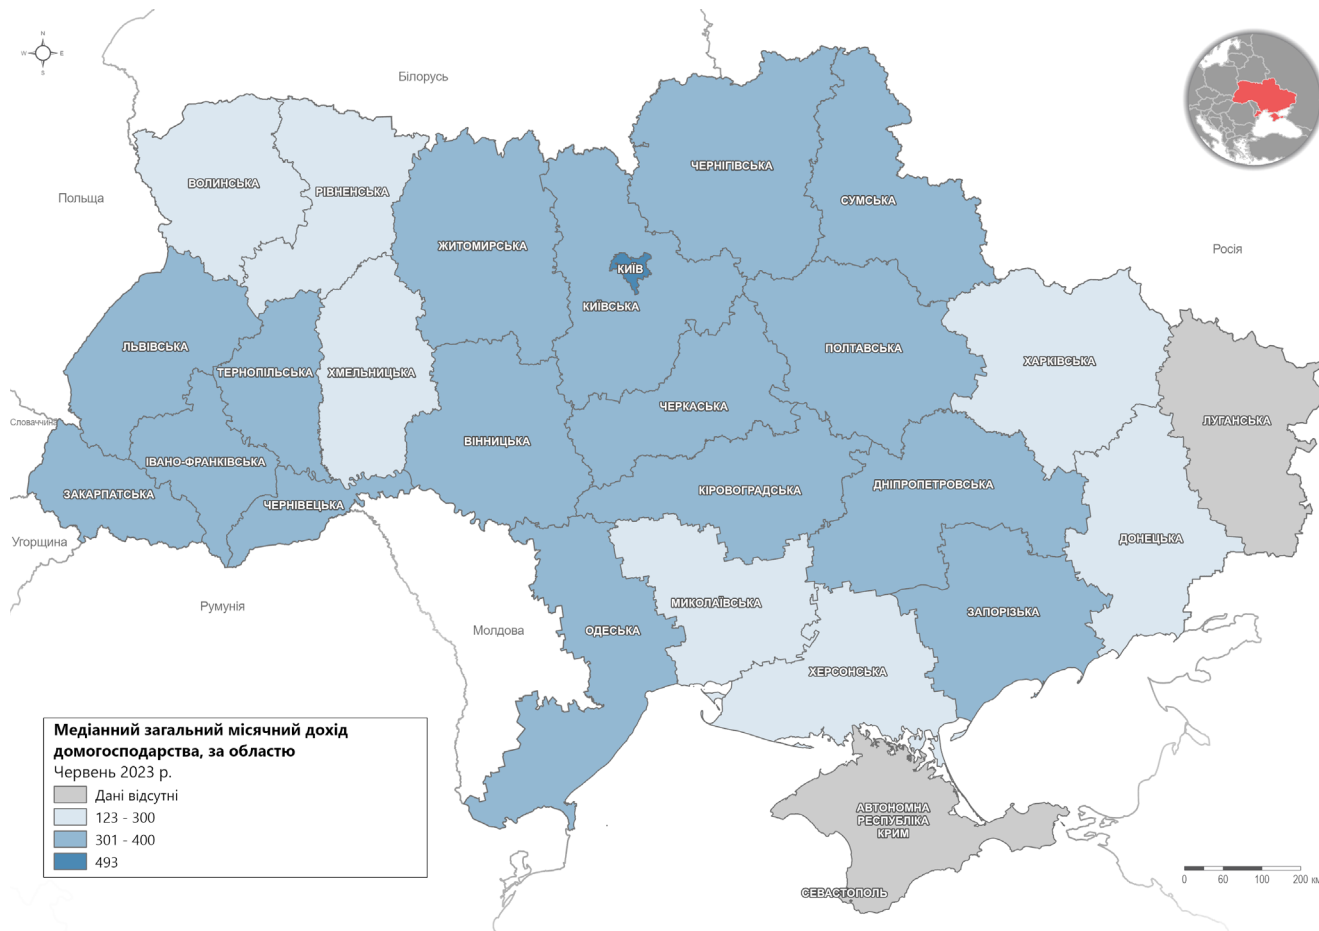 N
W
E
S
Білорусь
Польща
Росія
Словаччина
Угорщина
Румунія
Молдова
ВОЛИНСЬКА
РІВНЕНСЬКА
ЖИТОМИРСЬКА
ЧЕРНІГІВСЬКА
СУМСЬКА
КИЇВ
КИЇВСЬКА
ЛЬВІВСЬКА
ТЕРНОПІЛЬСЬКА
ХМЕЛЬНИЦЬКА
ПОЛТАВСЬКА
ХАРКІВСЬКА
ЛУГАНСЬКА
ЧЕРКАСЬКА
ВІННИЦЬКА
ІВАНО-ФРАНКІВСЬКА
ЗАКАРПАТСЬКА
ЧЕРНІВЕЦЬКА
КІРОВОГРАДСЬКА
ДНІПРОПЕТРОВСЬКА
ДОНЕЦЬКА
МИКОЛАЇВСЬКА
ОДЕСЬКА
ЗАПОРІЗЬКА
ХЕРСОНСЬКА
АВТОНОМНА
РЕСПУБЛІКА
КРИМ
СЕВАСТОПОЛЬ
Медіанний загальний місячний дохід
домогосподарства, за областю
Червень 2023 р.
Дані відсутні
123 - 300
301 - 400
493
0 60 100 200 км